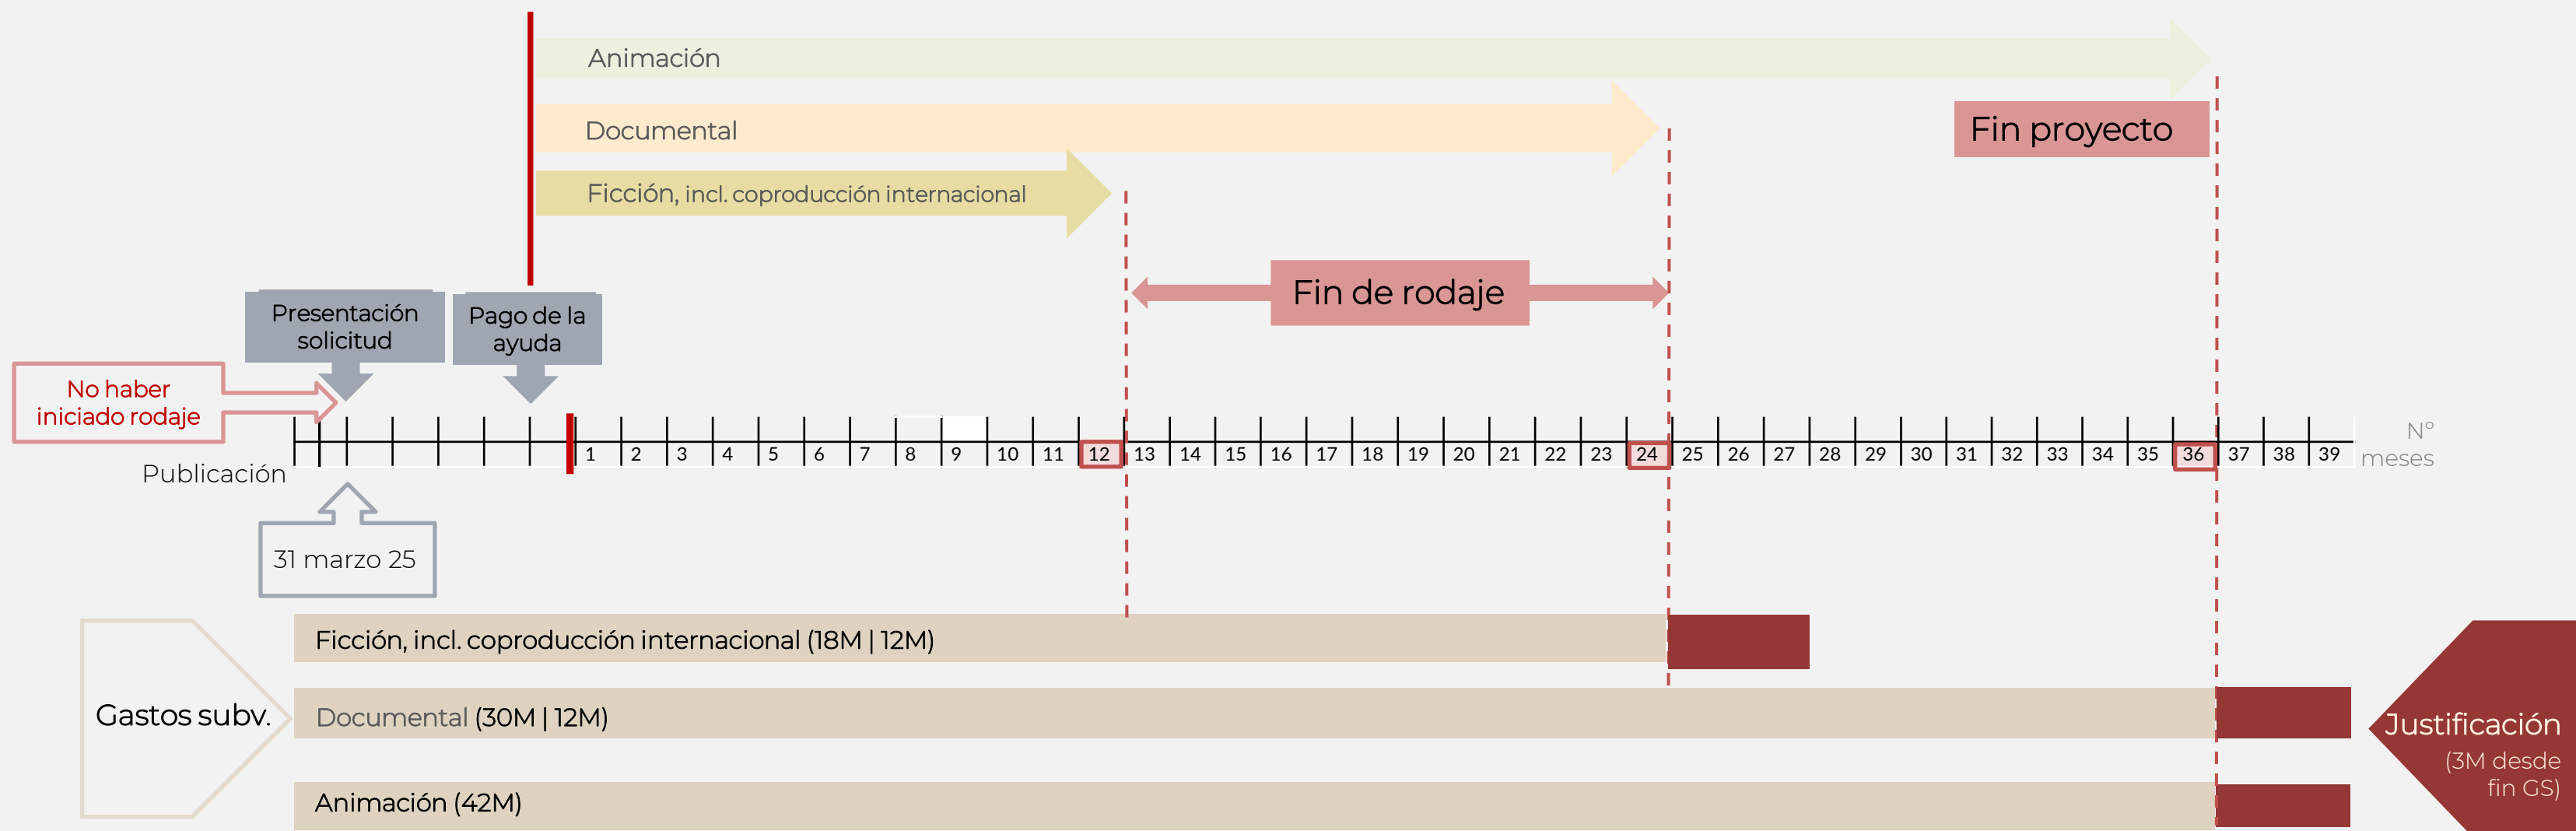 Animación
Documental
Fin proyecto
Ficción, incl. coproducción internacional
Fin de rodaje
Presentación
solicitud
Pago de la
ayuda
No haber
iniciado rodaje
Nº
meses
1 2 3 4 5 6 7 8 9 10 11 12 13 14 15 16 17 18 19 20 21 22 23 24 25 26 27 28 29 30 31 32 33 34 35 36 37 38 39
Publicación
31 marzo 25
Gastos subv.
Ficción, incl. coproducción internacional (18M | 12M)
Documental (30M | 12M)
Animación (42M)
Justificación
(3M desde
fin GS)